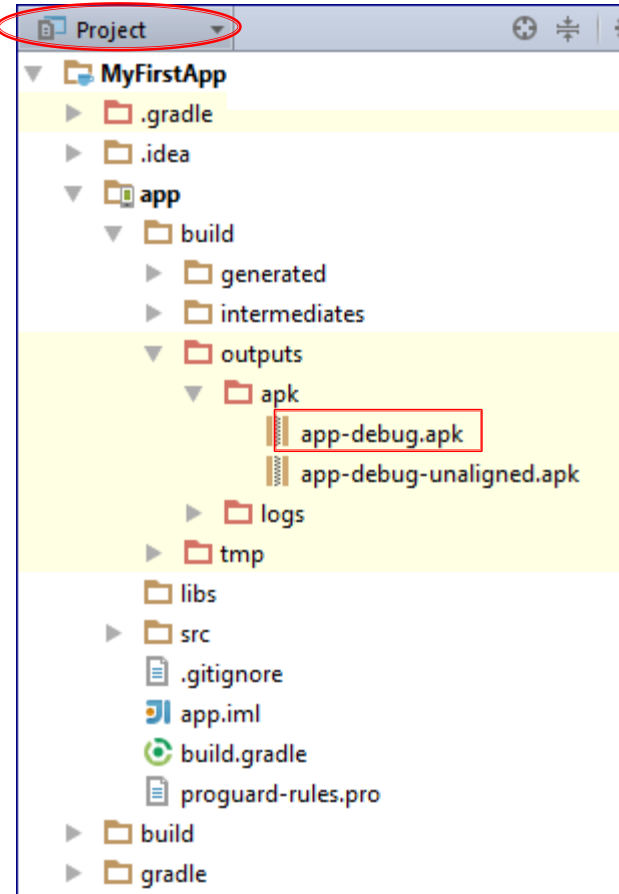 Project
MyFirstApp
.gradle
.idea
app
build
generated
intermediates
outputs
apk
app-debug.apk
app-debug-unaligned.apk
logs
tmp
libs
src
.gitignore
app.iml
build.gradle
proguard-rules.pro
build
gradle